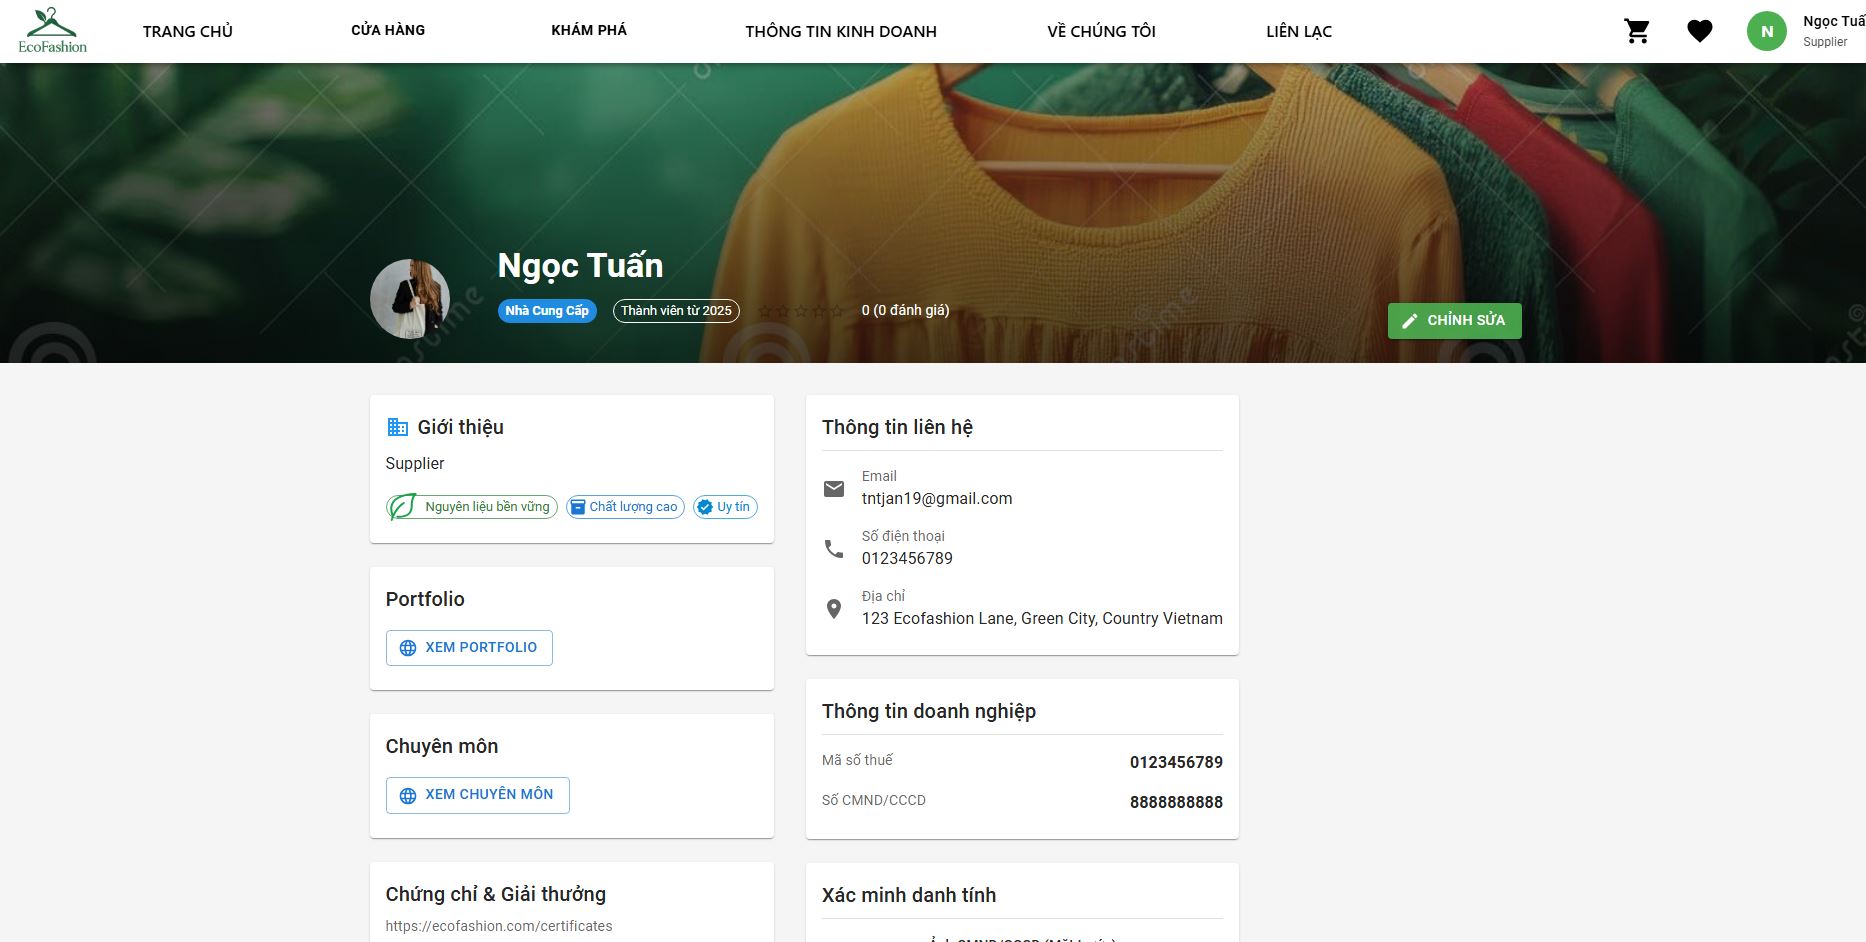 EcoFashion
TRANG CHỦ
CỬA HÀNG
KHÁM PHÁ
THÔNG TIN KINH DOANH
VỀ CHÚNG TÔI
LIÊN LẠC
N
Ngọc Tuấ
Supplier
Ngọc Tuấn
Nhà Cung Cấp
Thành viên từ 2025
0 (0 đánh giá)
CHỈNH SỬA
Giới thiệu
Supplier
Nguyên liệu bền vững
Chất lượng cao
Uy tín
Portfolio
XEM PORTFOLIO
Chuyên môn
XEM CHUYÊN MÔN
Chứng chỉ & Giải thưởng
https://ecofashion.com/certificates
Thông tin liên hệ
Email
tntjan19@gmail.com
Số điện thoại
0123456789
Địa chỉ
123 Ecofashion Lane, Green City, Country Vietnam
Thông tin doanh nghiệp
Mã số thuế
0123456789
Số CMND/CCCD
8888888888
Xác minh danh tính